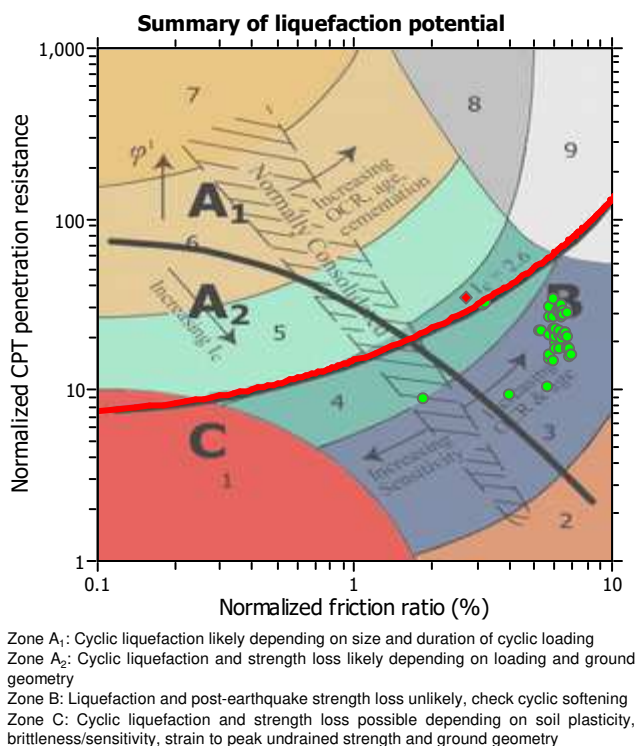 Summary of liquefaction potential
Normalized CPT penetration resistance
1,000
100
10
1
7
8
9
φ'
A1
Increasing
OCR, age,
cementation
Normally Consolidated
6
Ic = 2.6
A2
Increasing Ic
5
B
4
Increasing
OCR & age
3
C
1
Increasing
Sensitivity
2
0.1
1
10
Normalized friction ratio (%)
Zone A1: Cyclic liquefaction likely depending on size and duration of cyclic loading
Zone A2: Cyclic liquefaction and strength loss likely depending on loading and ground
geometry
Zone B: Liquefaction and post-earthquake strength loss unlikely, check cyclic softening
Zone C: Cyclic liquefaction and strength loss possible depending on soil plasticity,
brittleness/sensitivity, strain to peak undrained strength and ground geometry